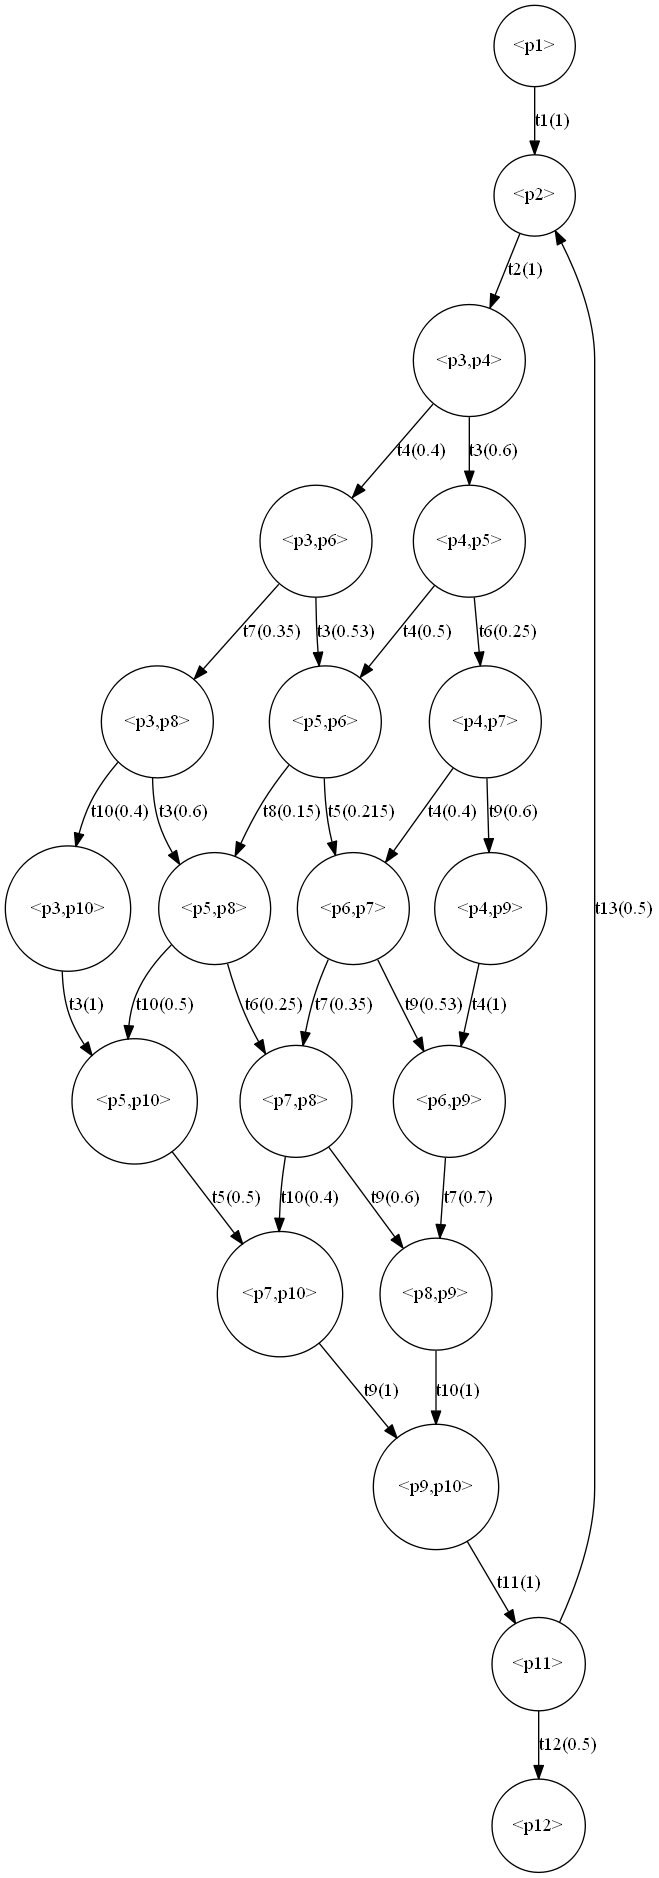 <p1>
t1(1)
<p2>
t2(1)
<p3,p4>
t4(0.4)
t3(0.6)
<p3,p6>
<p4,p5>
t7(0.35)
t3(0.53)
t4(0.5)
t6(0.25)
<p3,p8>
<p5,p6>
<p4,p7>
t10(0.4)
t3(0.6)
t8(0.15)
t5(0.215)
t4(0.4)
t9(0.6)
<p3,p10>
<p5,p8>
<p6,p7>
<p4,p9>
t13(0.5)
t3(1)
t10(0.5)
t6(0.25)
t7(0.35)
t9(0.53)
t4(1)
<p5,p10>
<p7,p8>
<p6,p9>
t5(0.5)
t10(0.4)
t9(0.6)
t7(0.7)
<p7,p10>
<p8,p9>
t9(1)
t10(1)
<p9,p10>
t11(1)
<p11>
t12(0.5)
<p12>